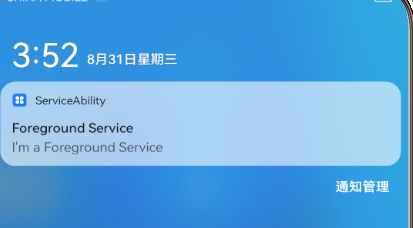 3:52 8月31日星期三
ServiceAbility
Foreground Service
I'm a Foreground Service
通知管理